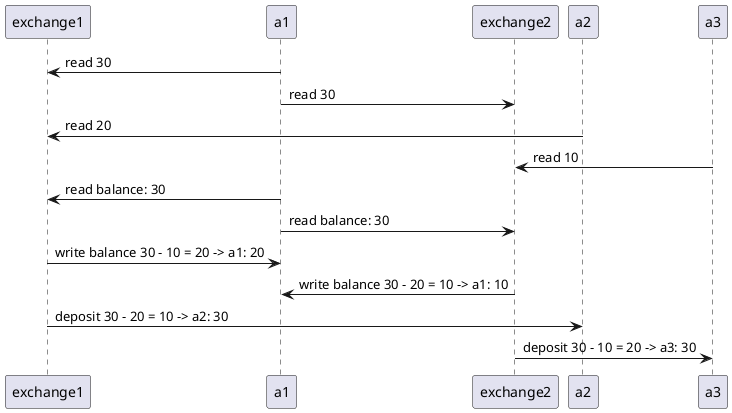 exchange1 a1 exchange2 a2 a3
read 30
read 30
read 20
read 10
read balance: 30
read balance: 30
write balance 30 - 10 = 20 -> a1: 20
write balance 30 - 20 = 10 -> a1: 10
deposit 30 - 20 = 10 -> a2: 30
deposit 30 - 10 = 20 -> a3: 30
exchange1 a1 exchange2 a2 a3